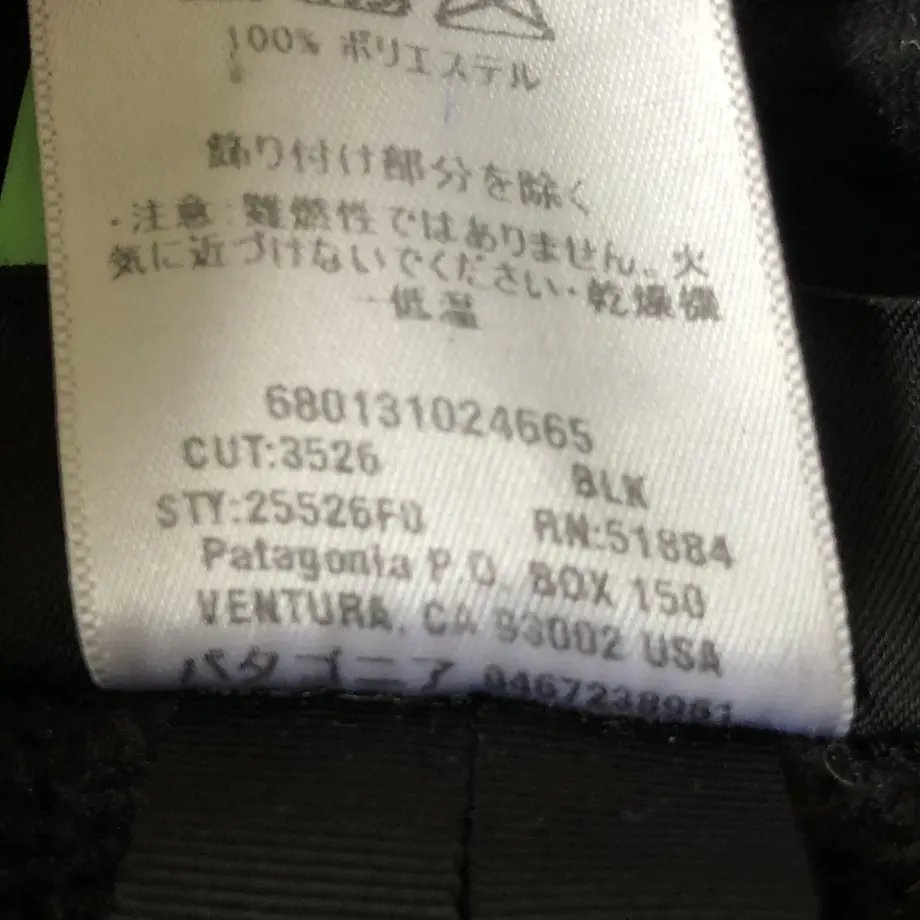 100% ポリエステル
飾り付け部分を除く
・注意:難燃性ではありません。火
気に近づけないでください・乾燥機
一低温
680131024665
CUT:3526 BLK
STY:25526F0 RN:51884
Patagonia P.O. BOX 150
VENTURA, CA 93002 USA
パタゴニア 0467238961